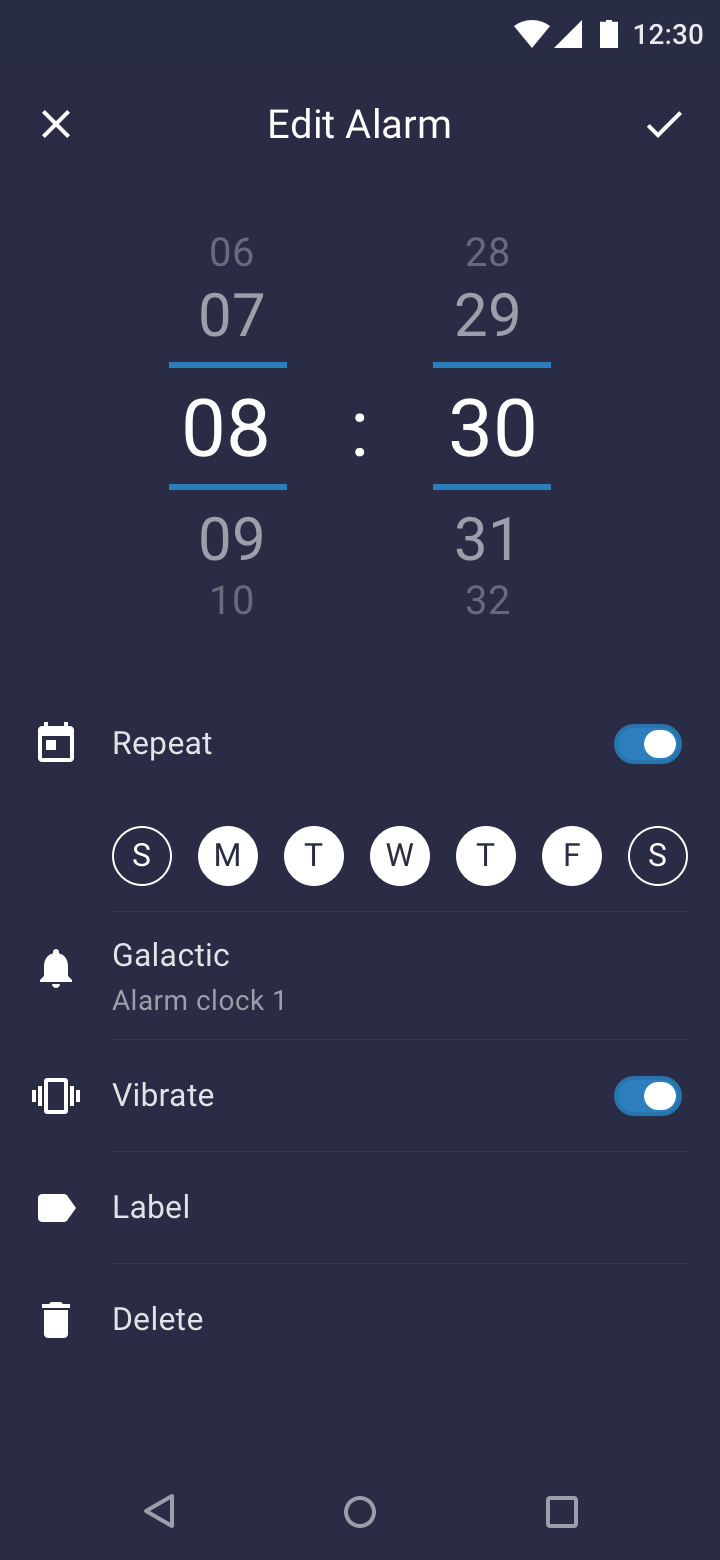 12:30
Edit Alarm
06 28
07 29
08 : 30
09 31
10 32
Repeat
S M T W T F S
Galactic
Alarm clock 1
Vibrate
Label
Delete